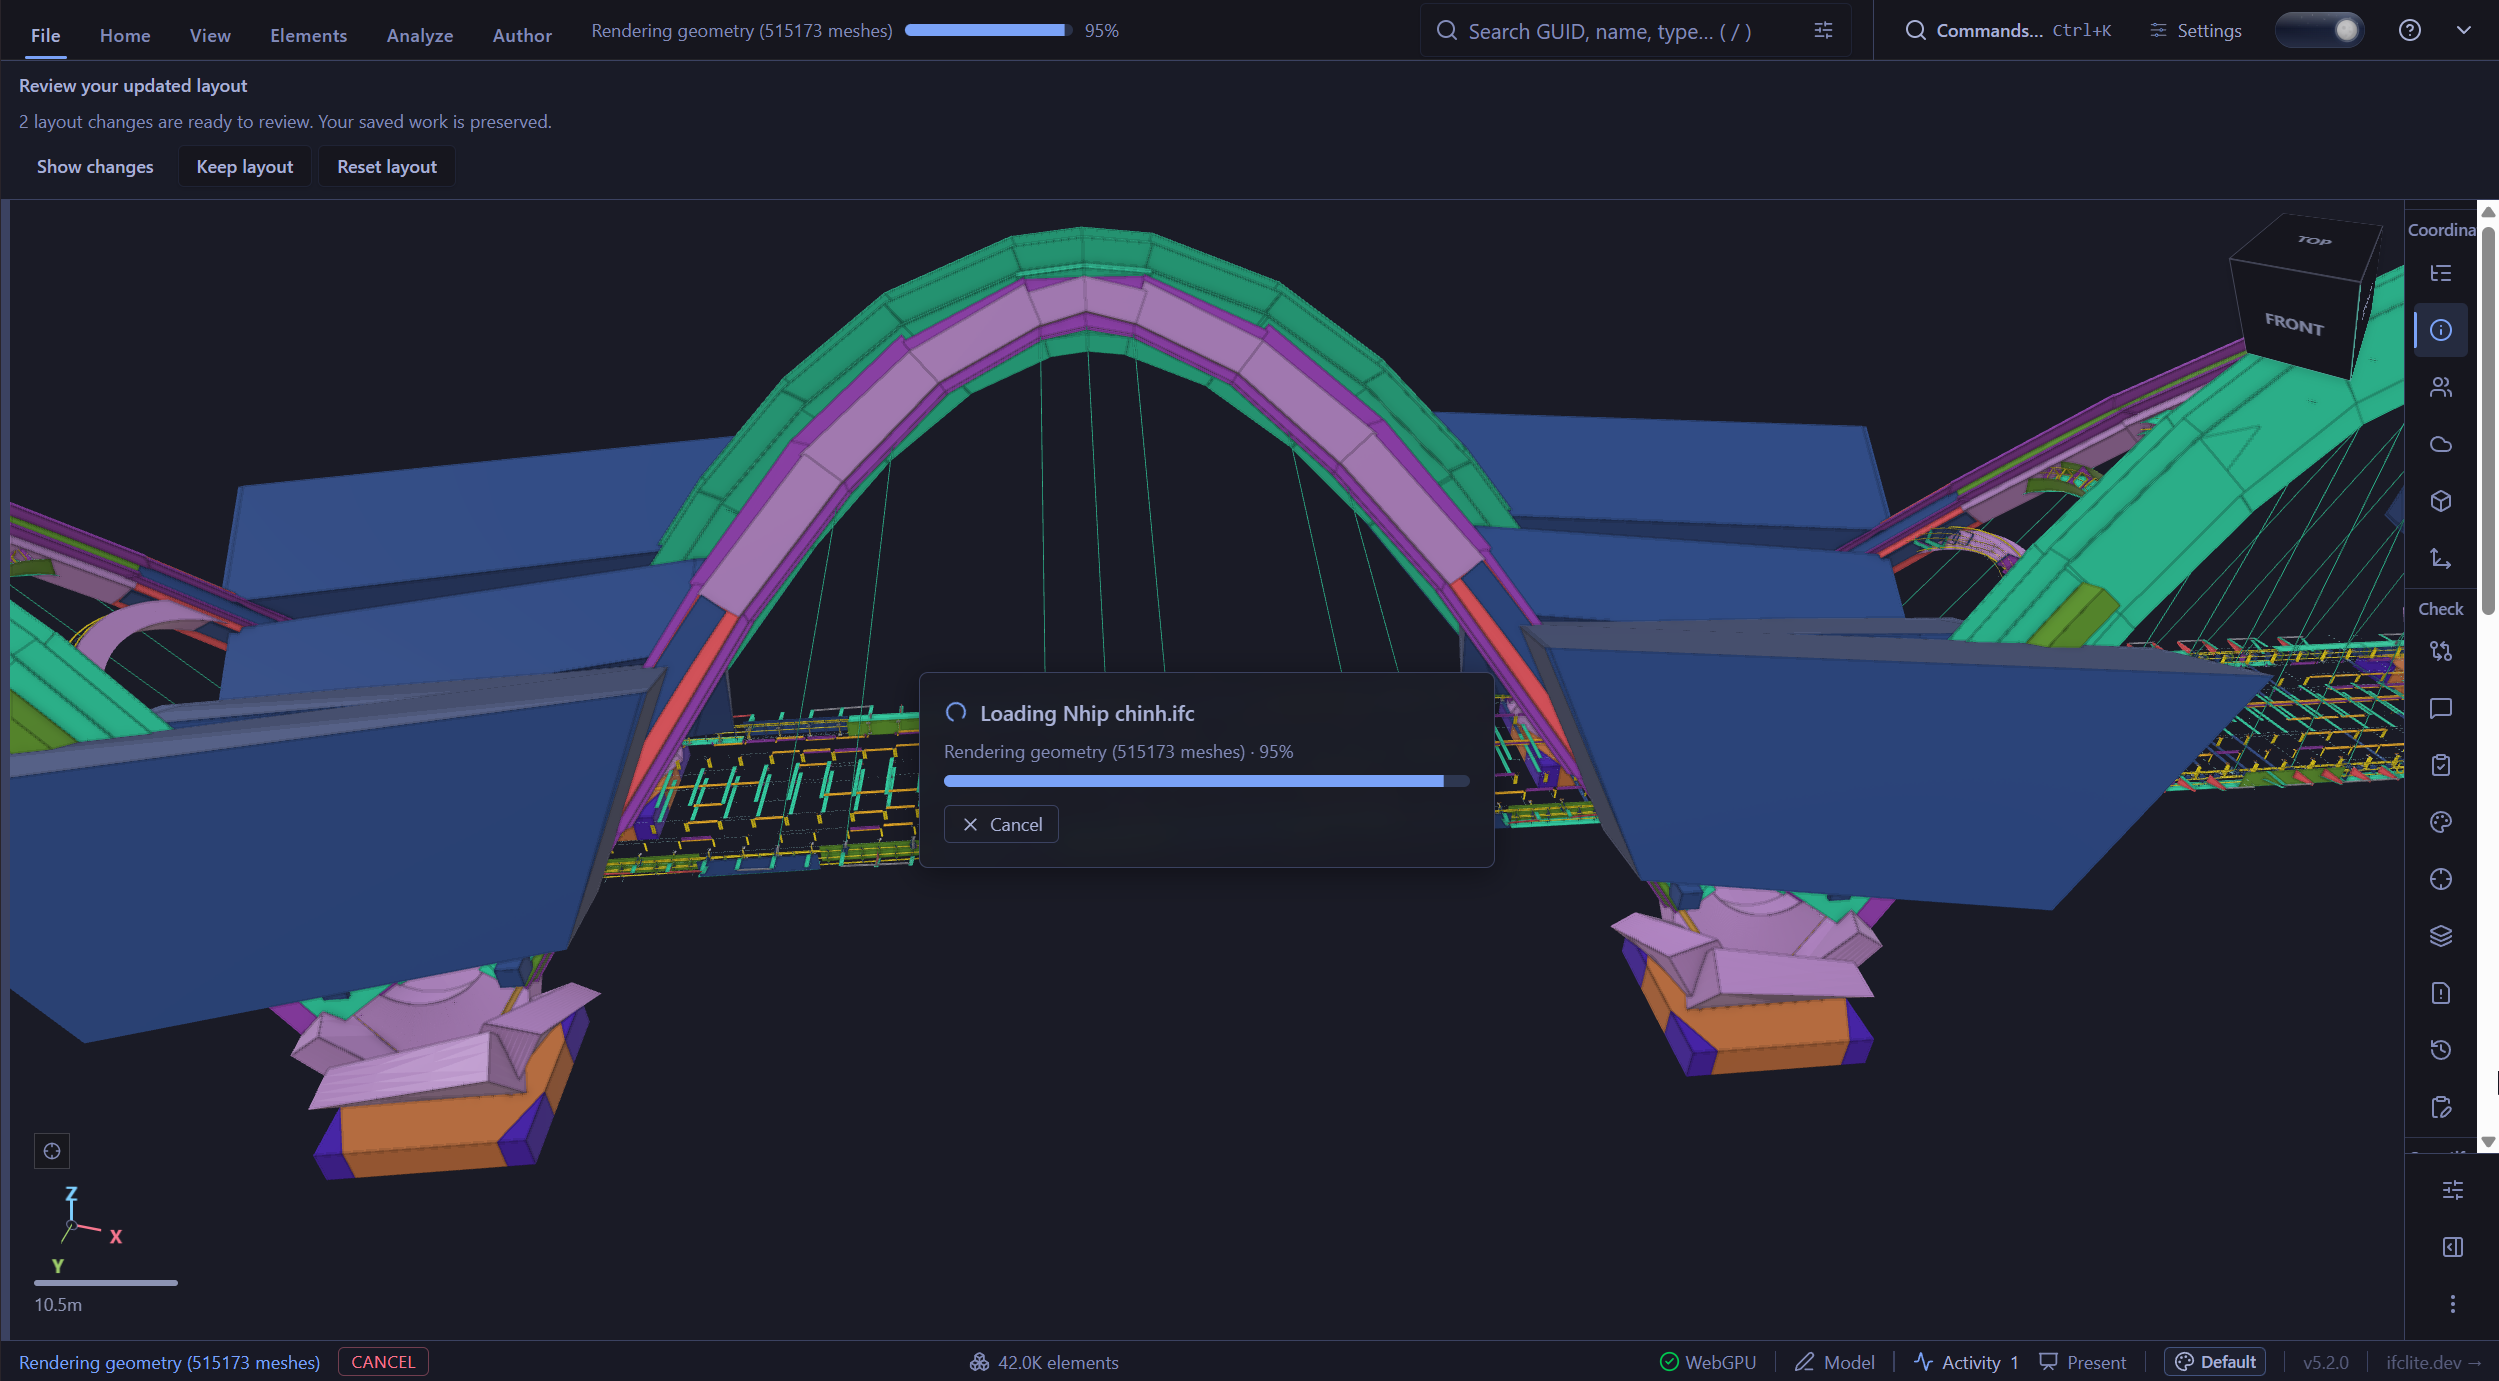 File Home View Elements Analyze Author Rendering geometry (515173 meshes) 95% Search GUID, name, type... ( / ) Commands... Ctrl+K Settings
Review your updated layout
2 layout changes are ready to review. Your saved work is preserved.
Show changes Keep layout Reset layout
Coordina
TOP
FRONT
Check
Loading Nhip chinh.ifc
Rendering geometry (515173 meshes) · 95%
Cancel
Z
X
Y
10.5m
Rendering geometry (515173 meshes) CANCEL 42.0K elements WebGPU Model Activity 1 Present Default v5.2.0 ifclite.dev →